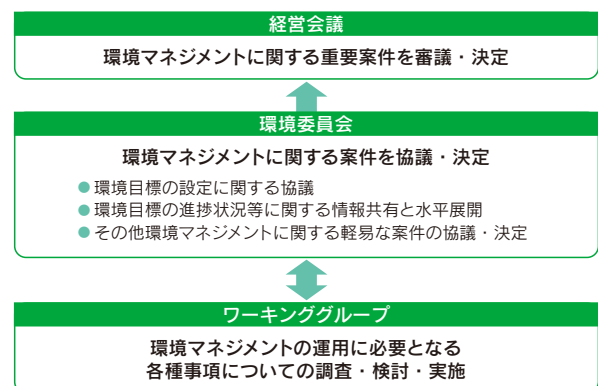 経営会議
環境マネジメントに関する重要案件を審議・決定
環境委員会
環境マネジメントに関する案件を協議・決定
●環境目標の設定に関する協議
●環境目標の進捗状況等に関する情報共有と水平展開
●その他環境マネジメントに関する軽易な案件の協議・決定
ワーキンググループ
環境マネジメントの運用に必要となる
各種事項についての調査・検討・実施